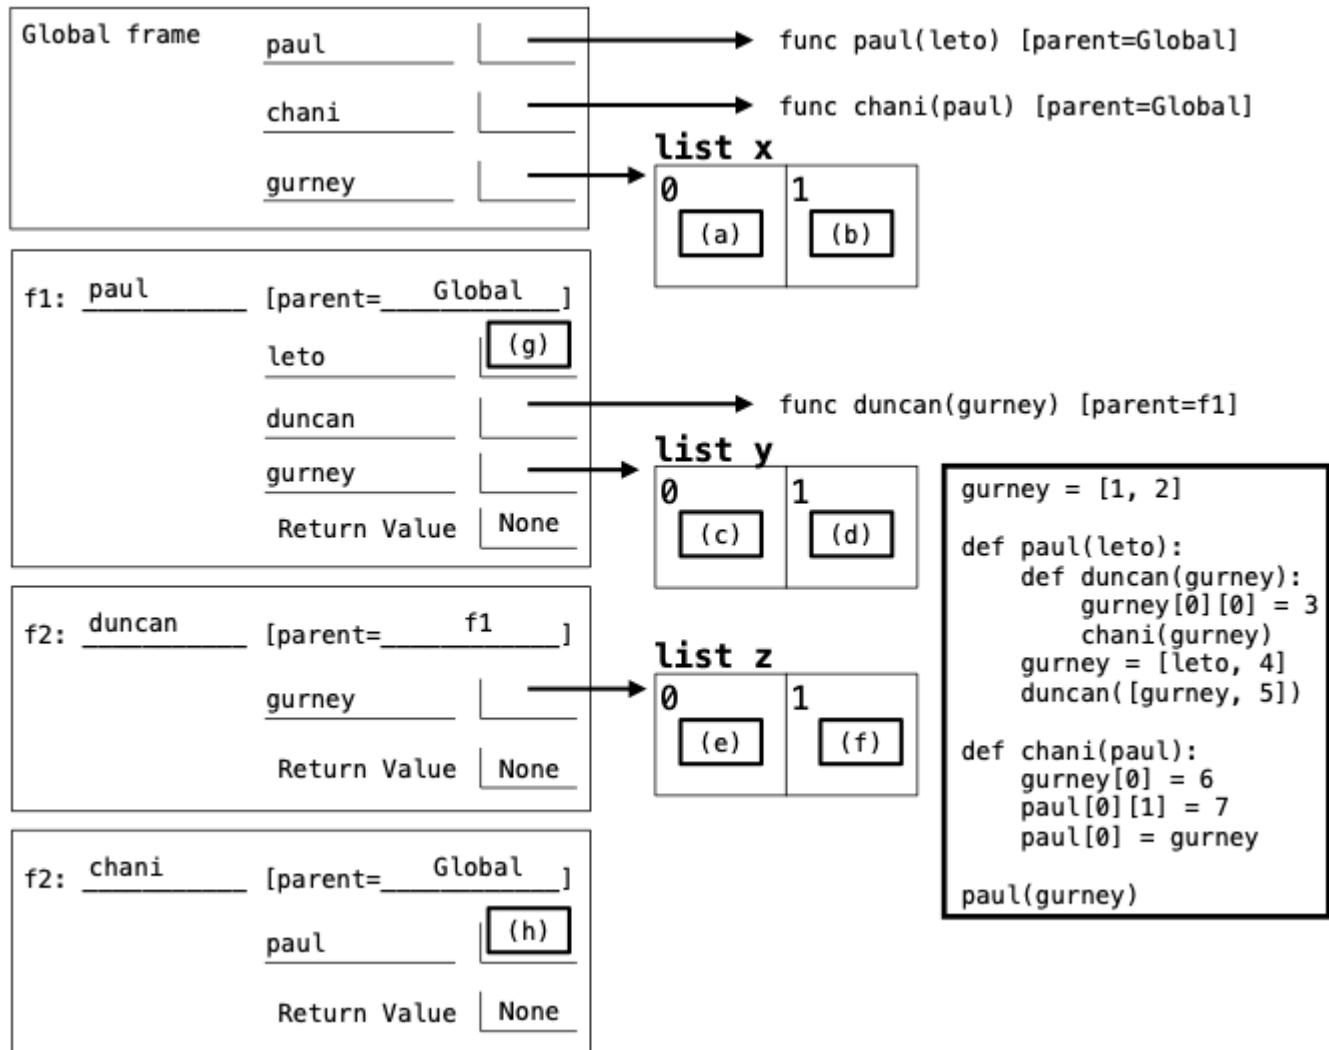 Global frame
paul
func paul(leto) [parent=Global]
chani
func chani(paul) [parent=Global]
gurney
list x
0 1
(a) (b)
f1: paul [parent=Global]
leto (g)
duncan
func duncan(gurney) [parent=f1]
gurney
list y
0 1
(c) (d)
Return Value None
f2: duncan [parent=f1]
gurney
list z
0 1
(e) (f)
Return Value None
f2: chani [parent=Global]
paul (h)
Return Value None
gurney = [1, 2]
def paul(leto):
    def duncan(gurney):
        gurney[0][0] = 3
        chani(gurney)
    gurney = [leto, 4]
    duncan([gurney, 5])
def chani(paul):
    gurney[0] = 6
    paul[0][1] = 7
    paul[0] = gurney
paul(gurney)